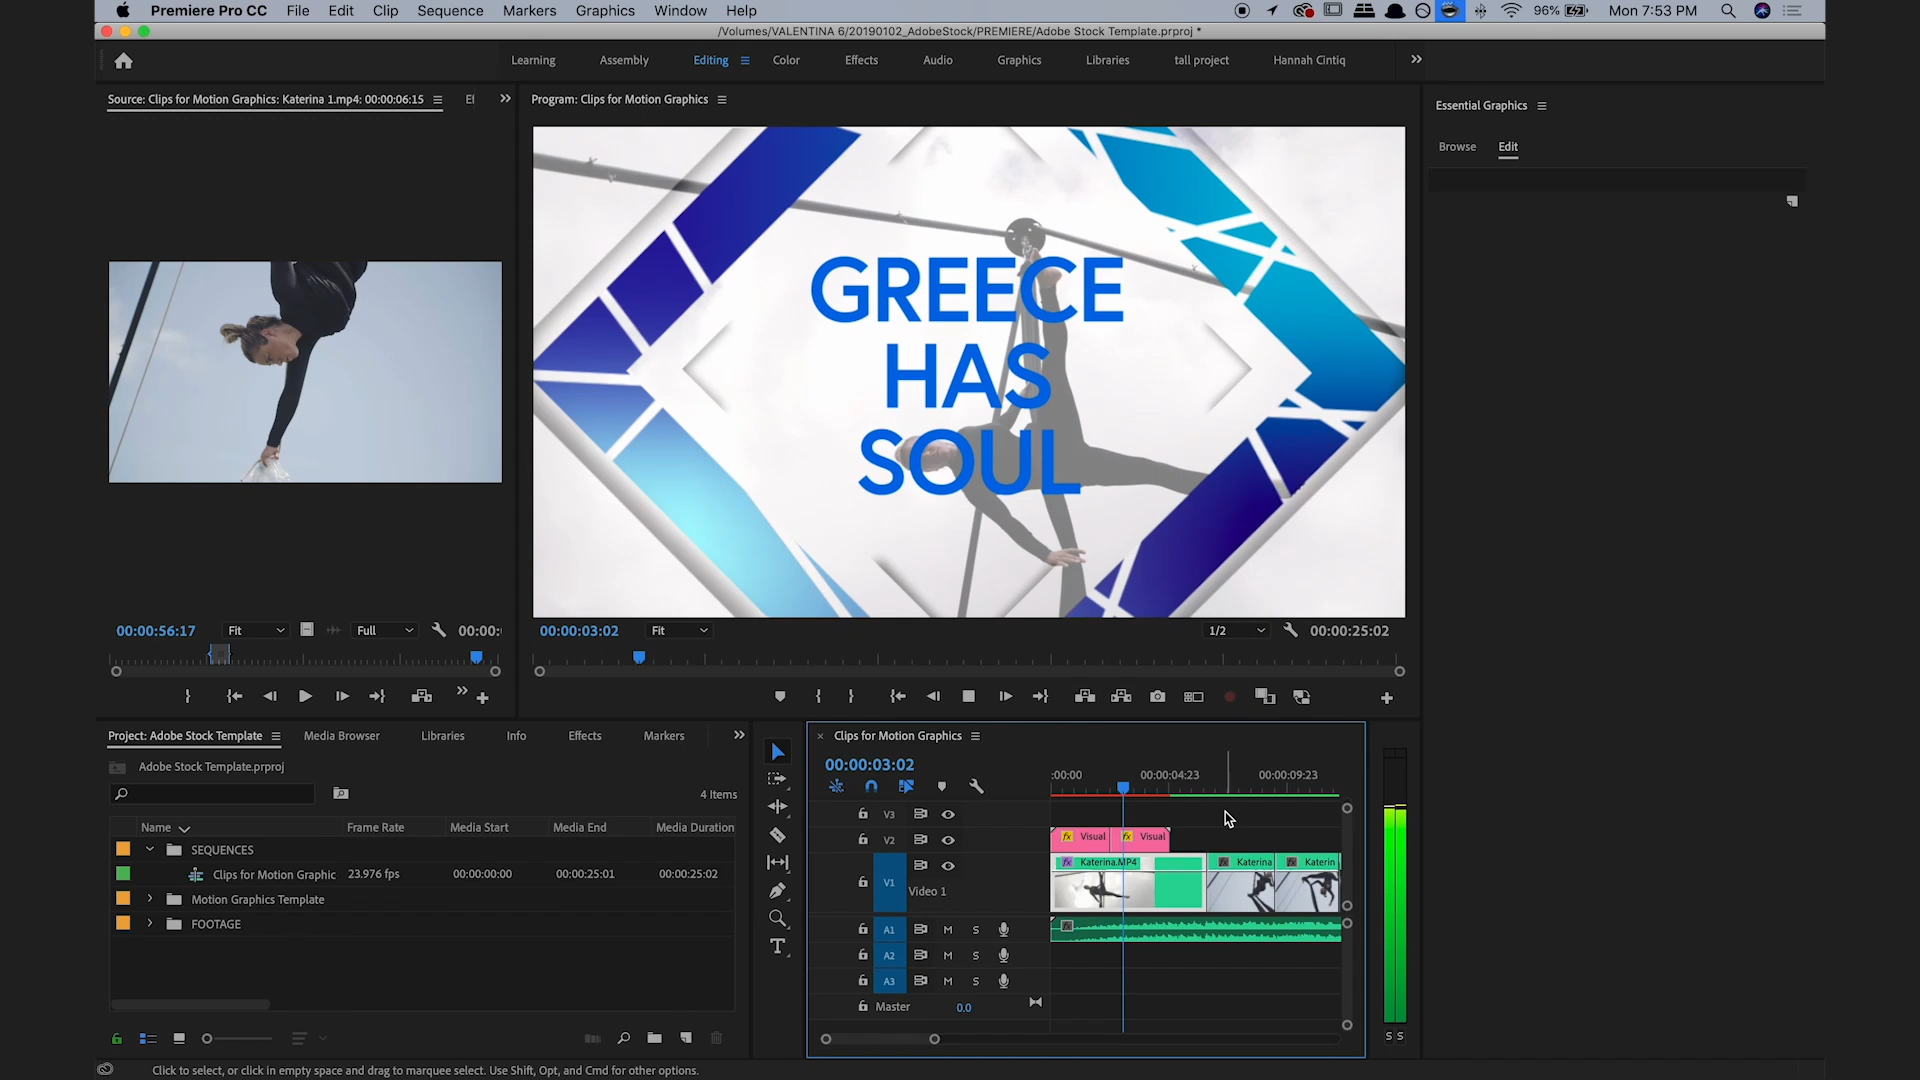 Premiere Pro CC File Edit Clip Sequence Markers Graphics Window Help 96% Mon 7:53 PM
/Volumes/VALENTINA 6/20190102_AdobeStock/PREMIERE/Adobe Stock Template.prproj *
Learning Assembly Editing Color Effects Audio Graphics Libraries tall project Hannah Cintiq
Source: Clips for Motion Graphics: Katerina 1.mp4: 00:00:06:15
Program: Clips for Motion Graphics
Essential Graphics
Browse Edit
GREECE
HAS
SOUL
00:00:56:17 Fit Full 00:00:
00:00:03:02 Fit 1/2 00:00:25:02
Project: Adobe Stock Template Media Browser Libraries Info Effects Markers
Adobe Stock Template.prproj
4 Items
Name Frame Rate Media Start Media End Media Duration
SEQUENCES
Clips for Motion Graphic 23.976 fps 00:00:00:00 00:00:25:01 00:00:25:02
Motion Graphics Template
FOOTAGE
Clips for Motion Graphics
00:00:03:02
:00:00 00:00:04:23 00:00:09:23
V3
V2 fx Visual fx Visual
fx Katerina.MP4 fx Katerina fx Katerin
V1 Video 1
A1 M S fx
A2 M S
A3 M S
Master 0.0
S S
Click to select, or click in empty space and drag to marquee select. Use Shift, Opt, and Cmd for other options.